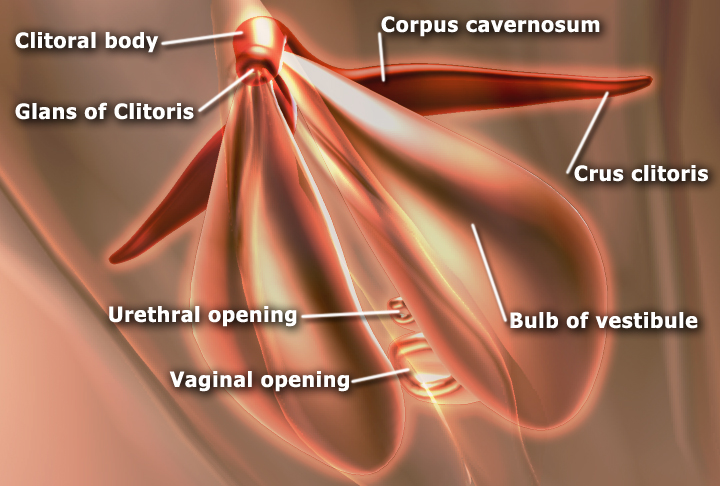 Corpus cavernosum
Clitoral body
Glans of Clitoris
Crus clitoris
Urethral opening
Bulb of vestibule
Vaginal opening